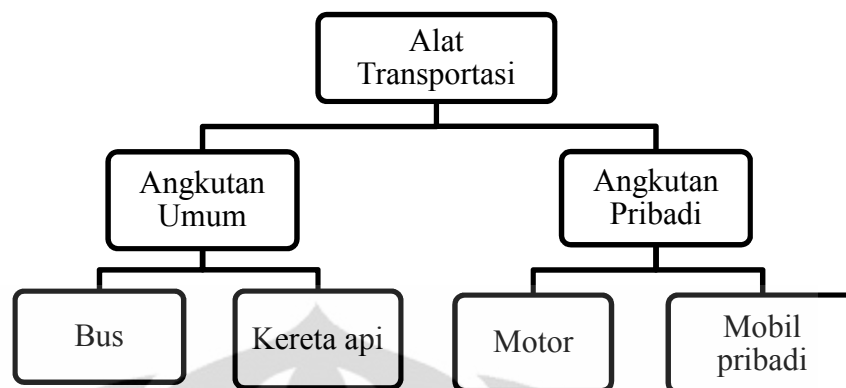 Alat
Transportasi
Angkutan
Umum
Angkutan
Pribadi
Bus
Kereta api
Motor
Mobil
pribadi